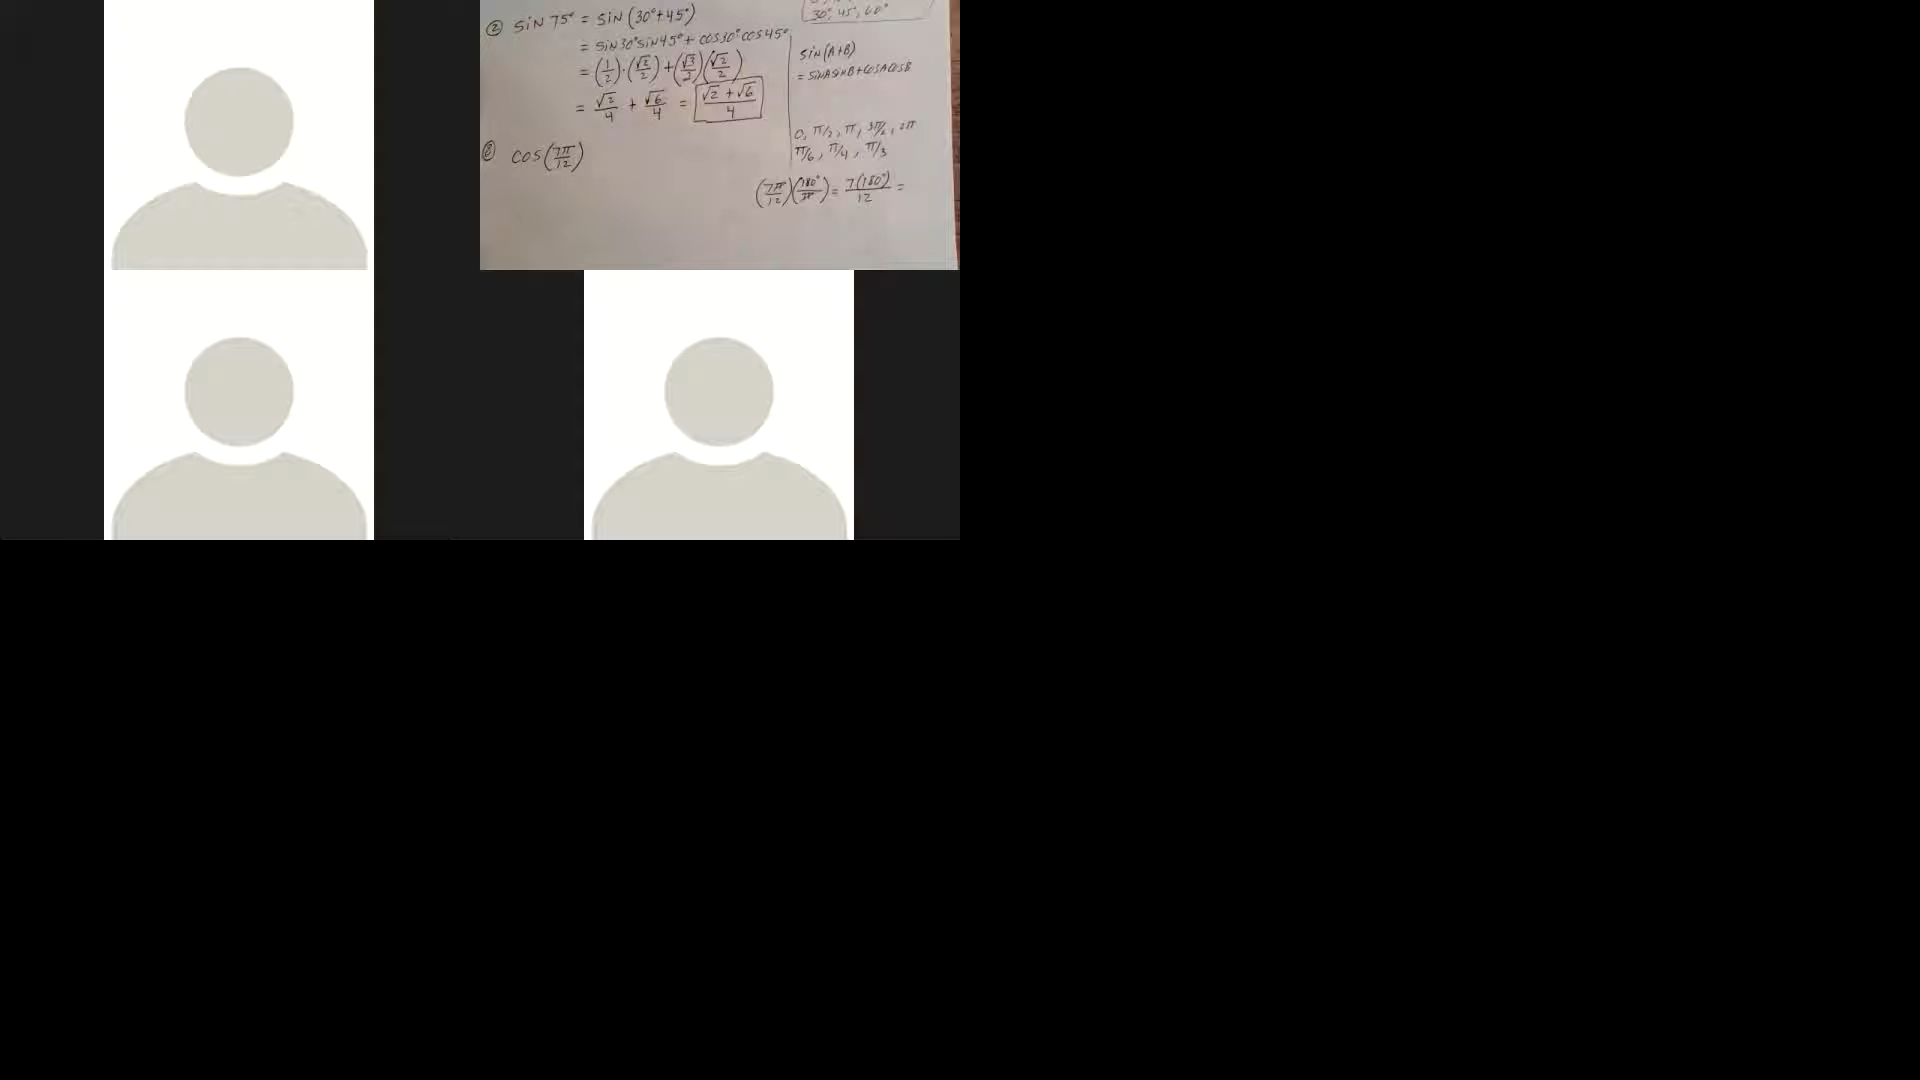 30°, 45°, 60°
② sin 75° = sin (30°+45°)
= sin30°sin45° + cos30°cos45°
= (1/2)·(√2/2) + (√3/2)(√2/2)
= √2/4 + √6/4 = √2 + √6/4
sin(A+B)
= sinAsinB+cosAcosB
0, π/2, π, 3π/2, 2π
π/6, π/4, π/3
cos(7π/12)
(7π/12)(180°/π) = 7(180°)/12 =